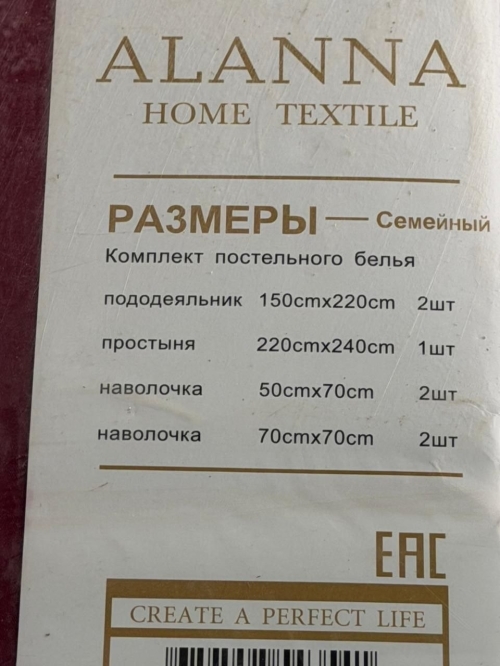 ALANNA
HOME TEXTILE
РАЗМЕРЫ — Семейный
Комплект постельного белья
пододеяльник 150cmx220cm 2шт
простыня 220cmx240cm 1шт
наволочка 50cmx70cm 2шт
наволочка 70cmx70cm 2шт
EAC
CREATE A PERFECT LIFE